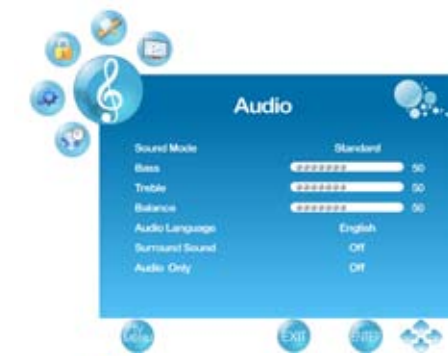 Audio
Sound Mode Standard
Bass 50
Treble 50
Balance 50
Audio Language English
Surround Sound Off
Audio Only Off
EXIT ENTER